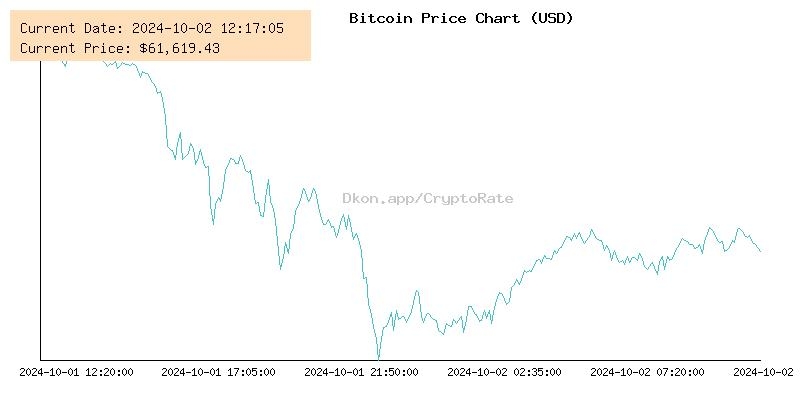 Bitcoin Price Chart (USD)
Current Date: 2024-10-02 12:17:05
Current Price: $61,619.43
Dkon.app/CryptoRate
2024-10-01 12:20:00 2024-10-01 17:05:00 2024-10-01 21:50:00 2024-10-02 02:35:00 2024-10-02 07:20:00 2024-10-02